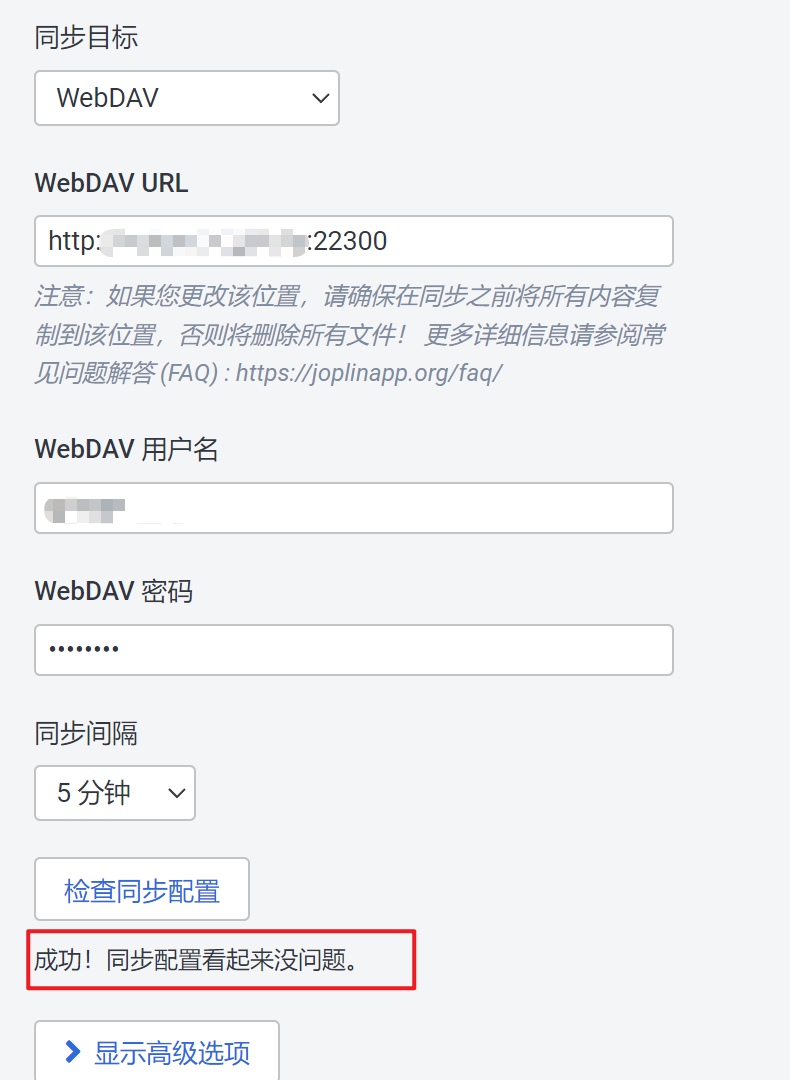 同步目标
WebDAV
WebDAV URL
http:
:22300
注意：如果您更改该位置，请确保在同步之前将所有内容复
制到该位置，否则将删除所有文件！ 更多详细信息请参阅常
见问题解答 (FAQ) : https://joplinapp.org/faq/
WebDAV 用户名
WebDAV 密码
••••••••
同步间隔
5 分钟
检查同步配置
成功！同步配置看起来没问题。
显示高级选项